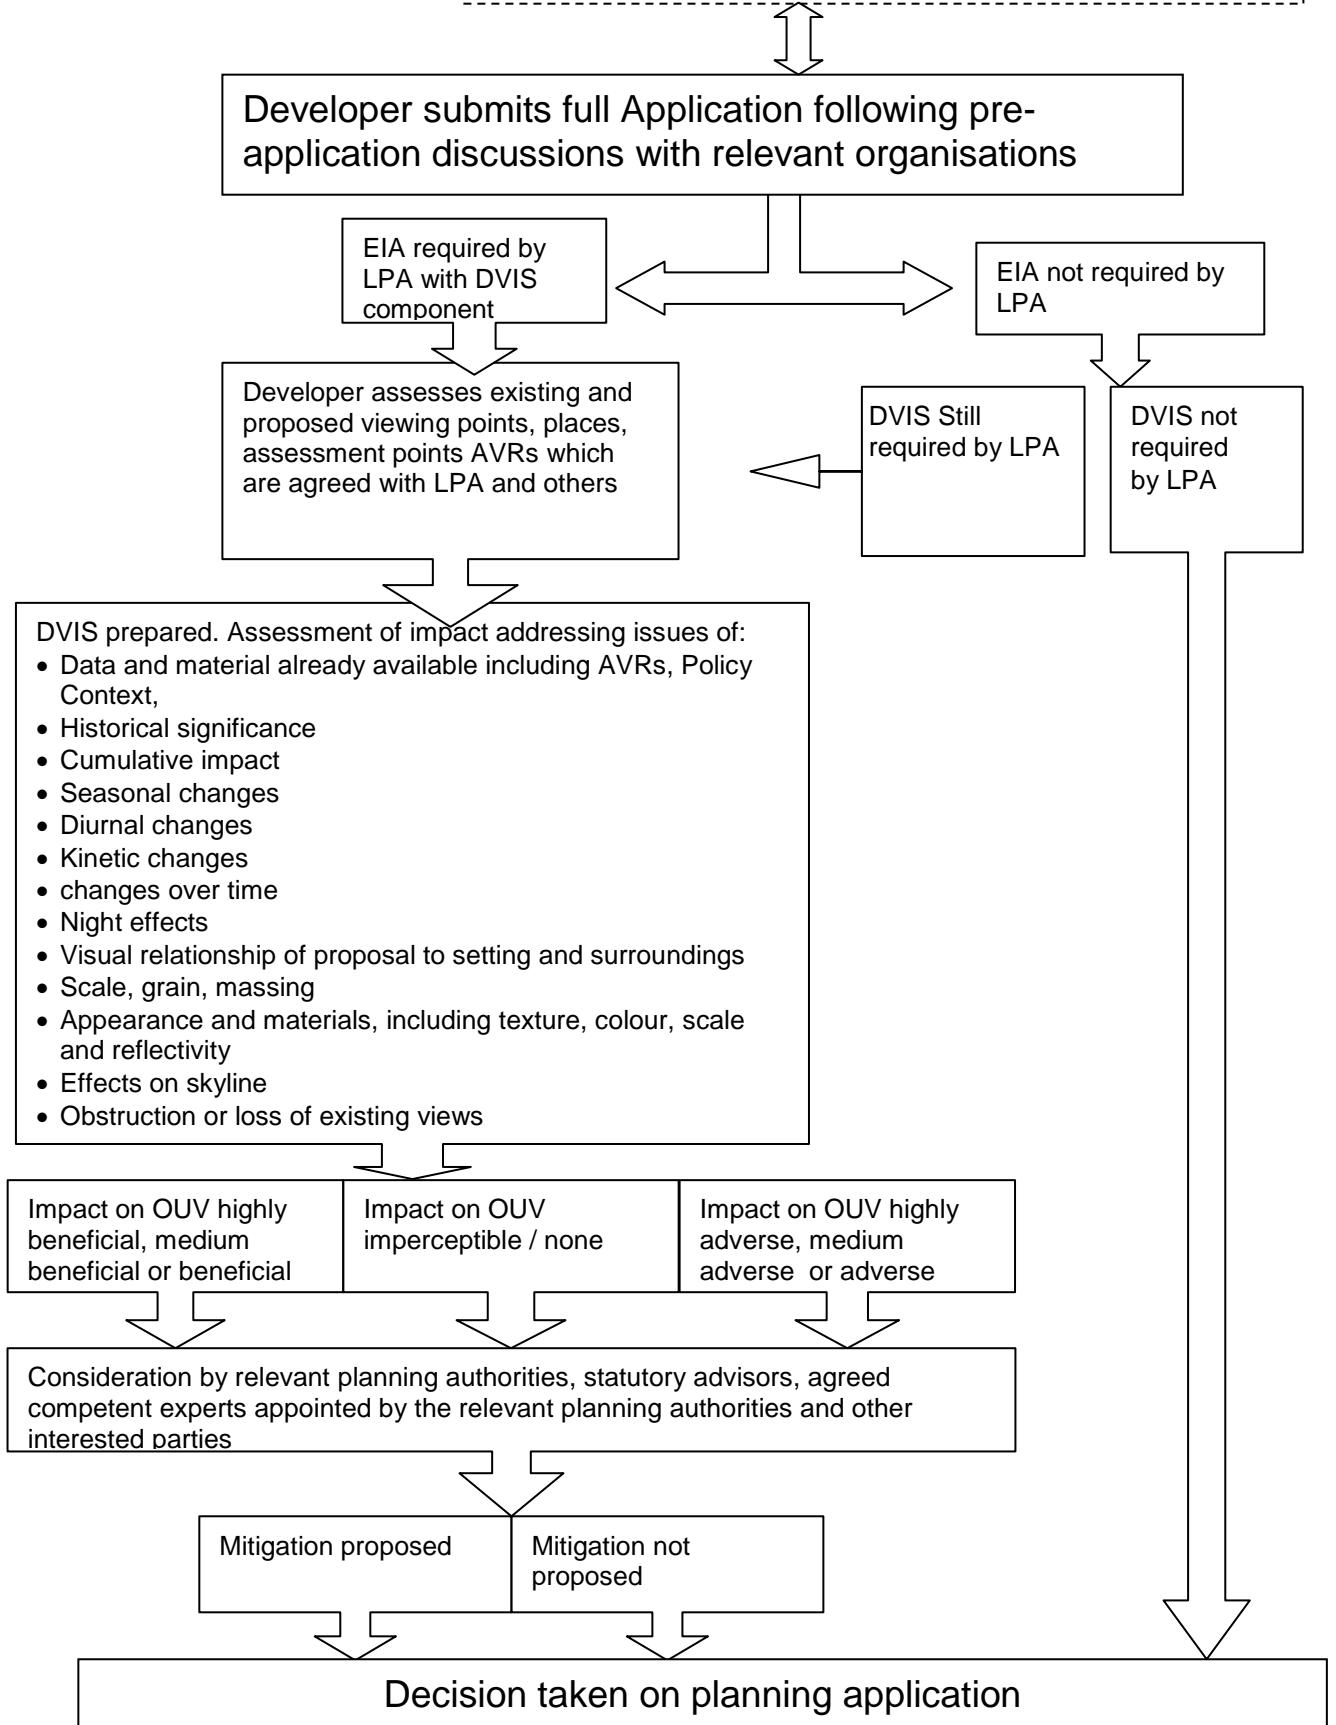 Developer submits full Application following pre-
application discussions with relevant organisations
EIA required by
LPA with DVIS
component
EIA not required by
LPA
Developer assesses existing and
proposed viewing points, places,
assessment points AVRs which
are agreed with LPA and others
DVIS Still
required by LPA
DVIS not
required
by LPA
DVIS prepared. Assessment of impact addressing issues of:
• Data and material already available including AVRs, Policy
Context,
• Historical significance
• Cumulative impact
• Seasonal changes
• Diurnal changes
• Kinetic changes
• changes over time
• Night effects
• Visual relationship of proposal to setting and surroundings
• Scale, grain, massing
• Appearance and materials, including texture, colour, scale
and reflectivity
• Effects on skyline
• Obstruction or loss of existing views
Impact on OUV highly
beneficial, medium
beneficial or beneficial
Impact on OUV
imperceptible / none
Impact on OUV highly
adverse, medium
adverse or adverse
Consideration by relevant planning authorities, statutory advisors, agreed
competent experts appointed by the relevant planning authorities and other
interested parties
Mitigation proposed
Mitigation not
proposed
Decision taken on planning application